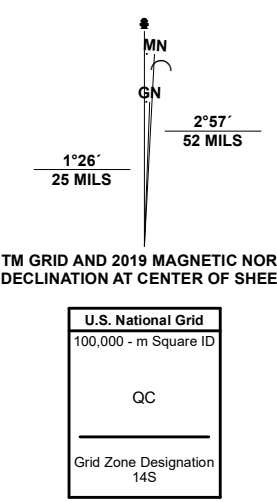 MN
GN
2°57´
52 MILS
1°26´
25 MILS
TM GRID AND 2019 MAGNETIC NOR
DECLINATION AT CENTER OF SHEE
U.S. National Grid
100,000 - m Square ID
QC
Grid Zone Designation
14S